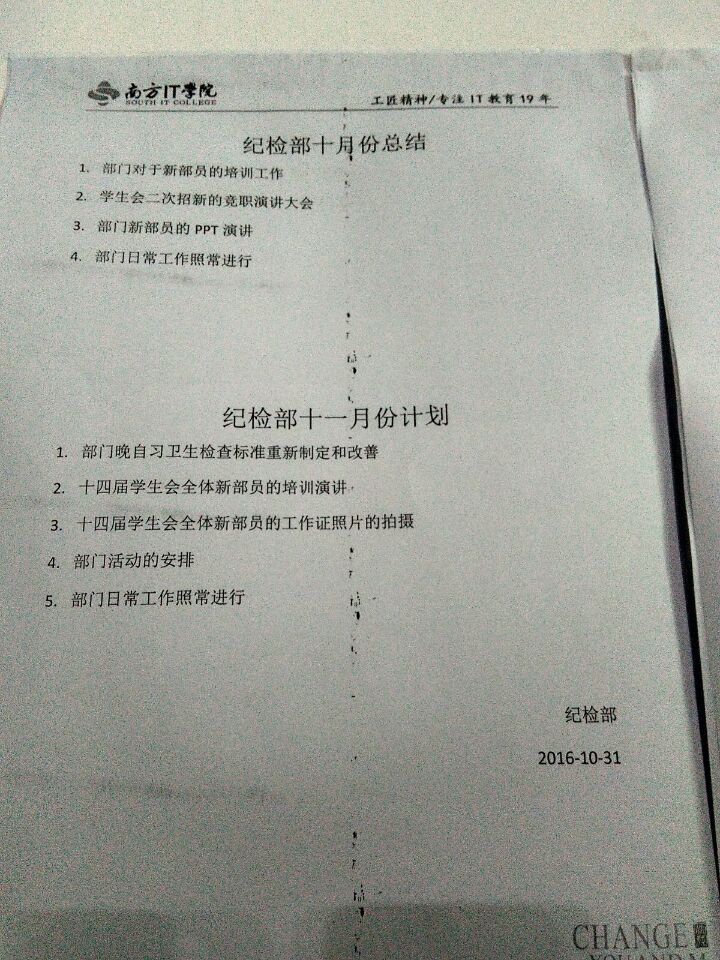 南方IT学院
SOUTH IT COLLEGE
工匠精神/专注 IT 教育 19 年
纪检部十月份总结
1. 部门对于新部员的培训工作
2. 学生会二次招新的竞职演讲大会
3. 部门新部员的 PPT 演讲
4. 部门日常工作照常进行
纪检部十一月份计划
1. 部门晚自习卫生检查标准重新制定和改善
2. 十四届学生会全体新部员的培训演讲
3. 十四届学生会全体新部员的工作证照片的拍摄
4. 部门活动的安排
5. 部门日常工作照常进行
纪检部
2016-10-31
CHANGE
YOU AND M